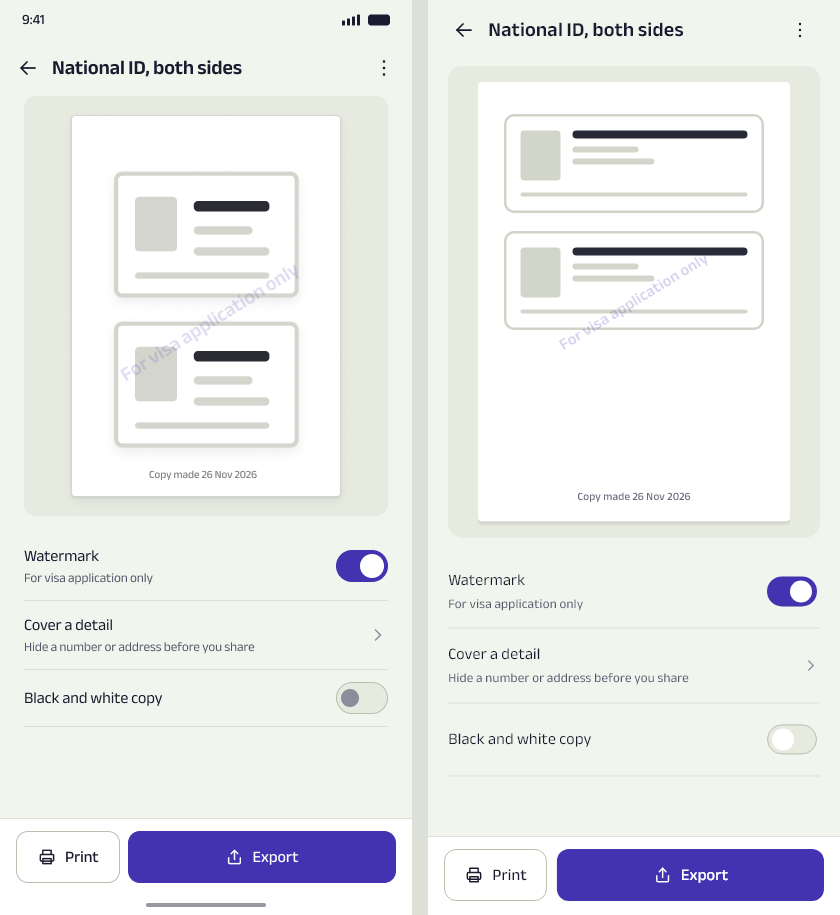 9:41
National ID, both sides
For visa application only
Copy made 26 Nov 2026
Watermark
For visa application only
Cover a detail
Hide a number or address before you share
Black and white copy
Print
Export
National ID, both sides
For visa application only
Copy made 26 Nov 2026
Watermark
For visa application only
Cover a detail
Hide a number or address before you share
Black and white copy
Print
Export